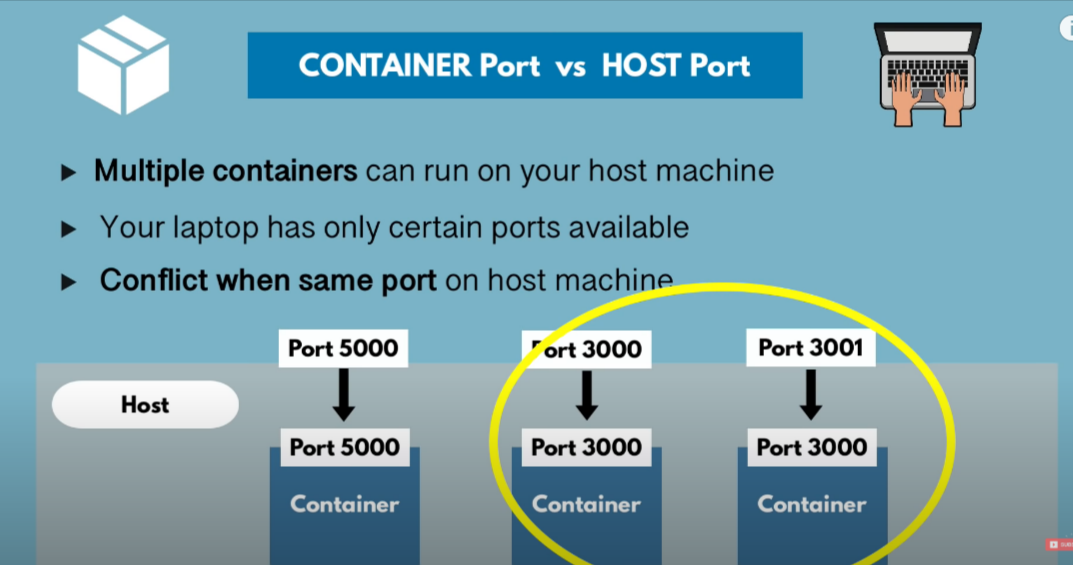 CONTAINER Port vs HOST Port
Multiple containers can run on your host machine
Your laptop has only certain ports available
Conflict when same port on host machine
Port 5000
Port 3000
Port 3001
Host
Port 5000
Port 3000
Port 3000
Container
Container
Container